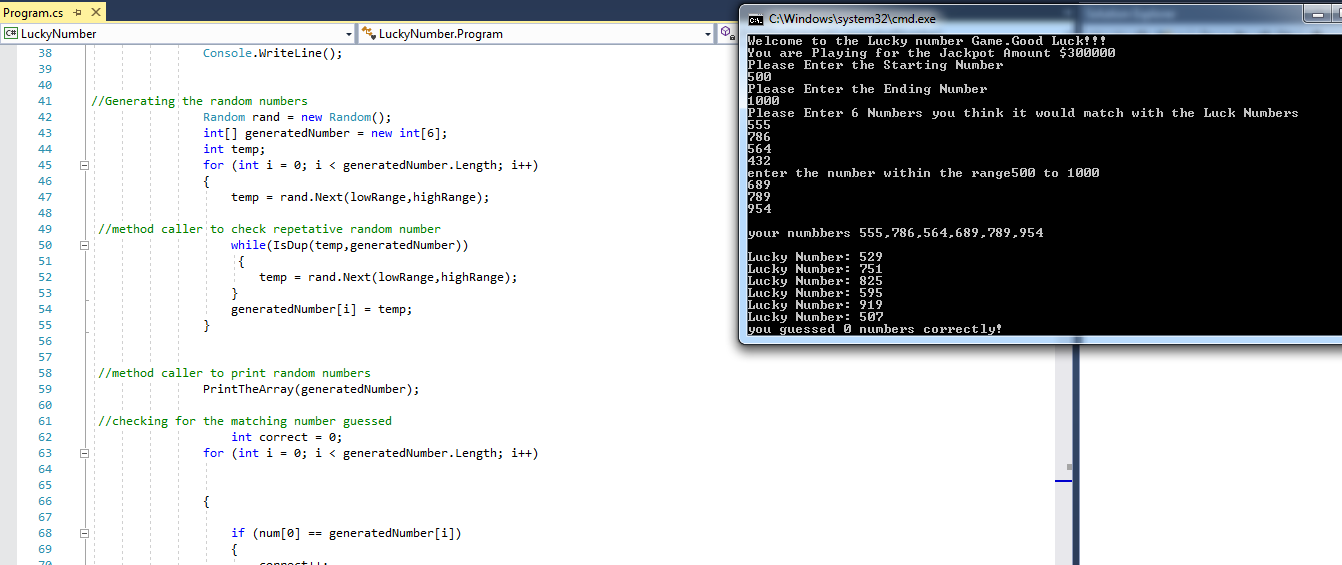 Program.cs
C# LuckyNumber
LuckyNumber.Program
38 Console.WriteLine();
39
40
41 //Generating the random numbers
42 Random rand = new Random();
43 int[] generatedNumber = new int[6];
44 int temp;
45 for (int i = 0; i < generatedNumber.Length; i++)
46 {
47 temp = rand.Next(lowRange,highRange);
48
49 //method caller to check repetative random number
50 while(IsDup(temp,generatedNumber))
51 {
52 temp = rand.Next(lowRange,highRange);
53 }
54 generatedNumber[i] = temp;
55 }
56
57
58 //method caller to print random numbers
59 PrintTheArray(generatedNumber);
60
61 //checking for the matching number guessed
62 int correct = 0;
63 for (int i = 0; i < generatedNumber.Length; i++)
64
65
66 {
67
68 if (num[0] == generatedNumber[i])
69 {
C:\Windows\system32\cmd.exe
Welcome to the Lucky number Game.Good Luck!!!
You are Playing for the Jackpot Amount $300000
Please Enter the Starting Number
500
Please Enter the Ending Number
1000
Please Enter 6 Numbers you think it would match with the Luck Numbers
555
786
564
432
enter the number within the range500 to 1000
689
789
954
your numbbers 555,786,564,689,789,954
Lucky Number: 529
Lucky Number: 751
Lucky Number: 825
Lucky Number: 595
Lucky Number: 919
Lucky Number: 507
you guessed 0 numbers correctly!